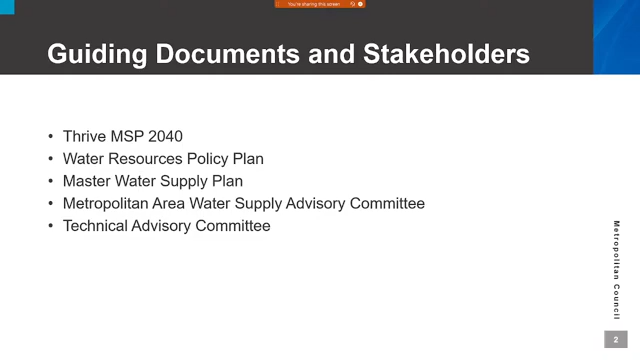 You're sharing this screen
Guiding Documents and Stakeholders
• Thrive MSP 2040
• Water Resources Policy Plan
• Master Water Supply Plan
• Metropolitan Area Water Supply Advisory Committee
• Technical Advisory Committee
Metropolitan Council
2